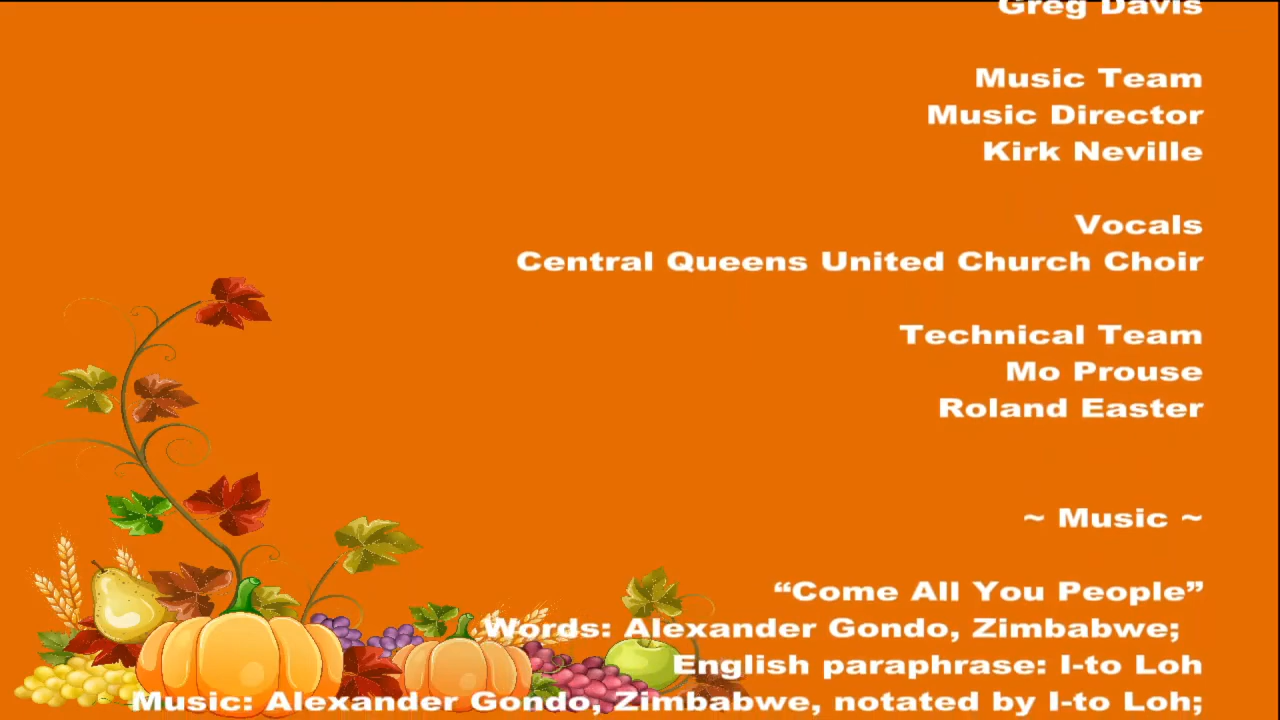 Greg Davis
Music Team
Music Director
Kirk Neville
Vocals
Central Queens United Church Choir
Technical Team
Mo Prouse
Roland Easter
~ Music ~
“Come All You People”
Words: Alexander Gondo, Zimbabwe;
English paraphrase: I-to Loh
Music: Alexander Gondo, Zimbabwe, notated by I-to Loh;